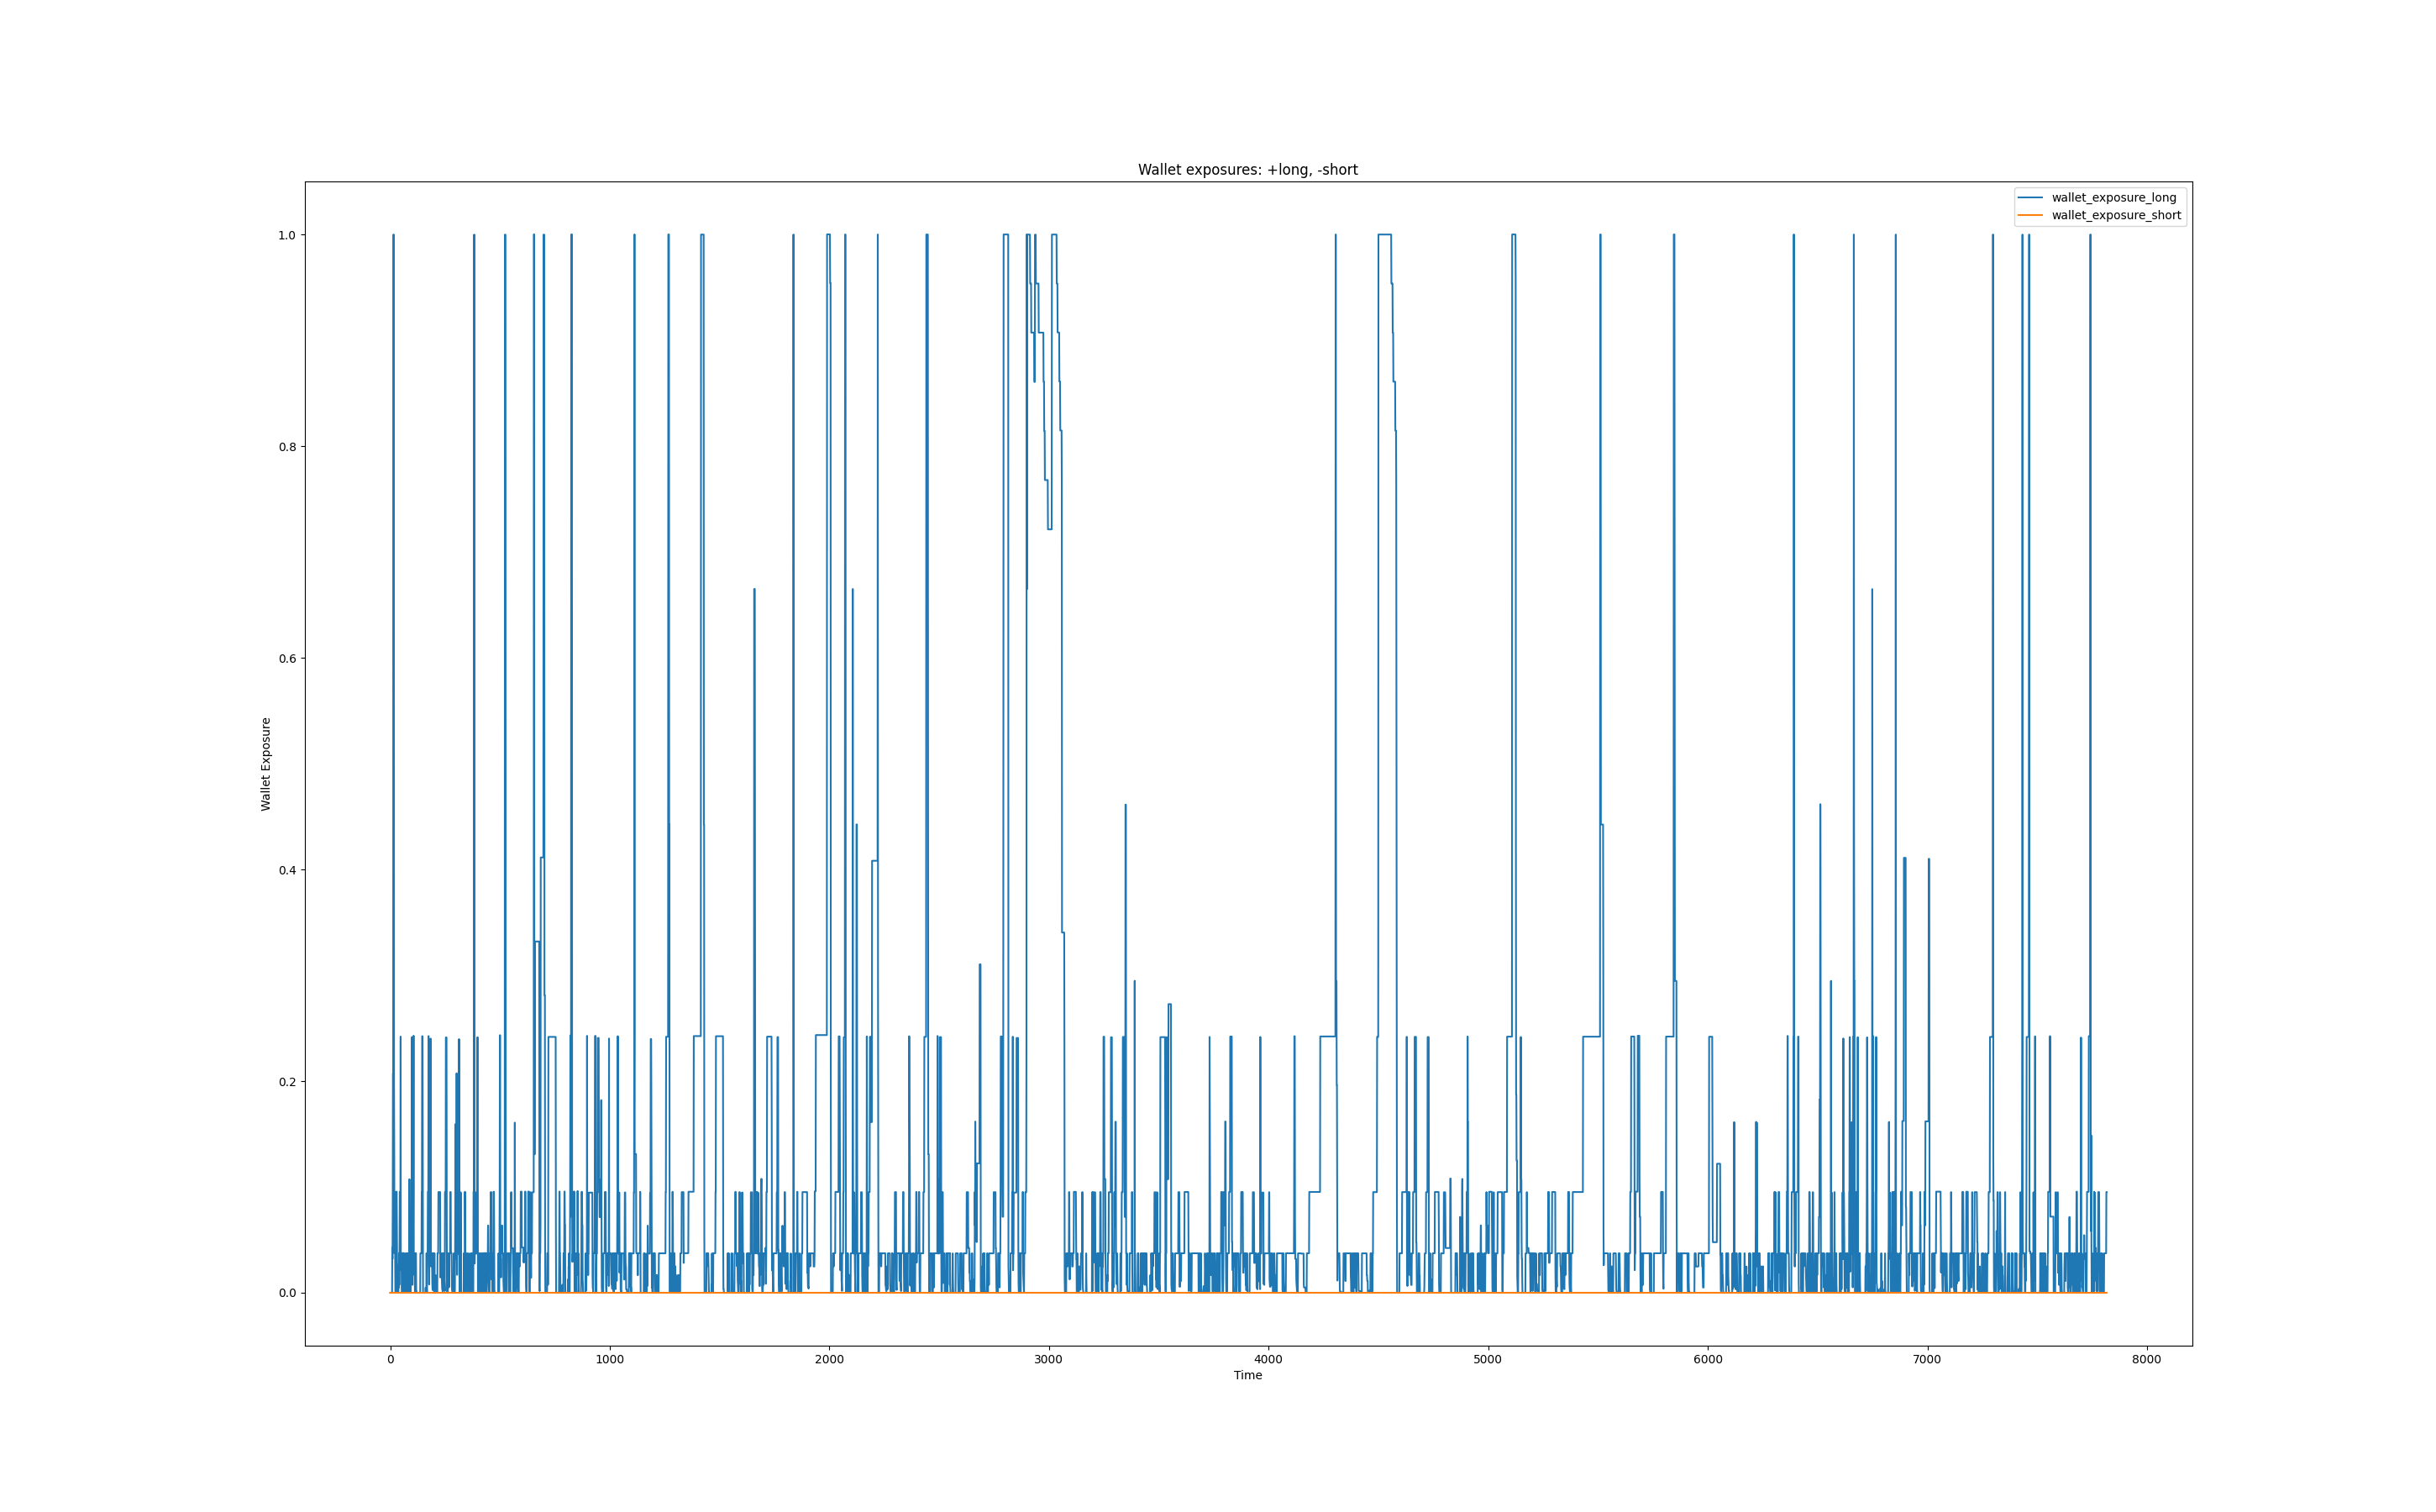 Wallet exposures: +long, -short
wallet_exposure_long
wallet_exposure_short
1.0
0.8
0.6
0.4
0.2
0.0
Wallet Exposure
0 1000 2000 3000 4000 5000 6000 7000 8000
Time